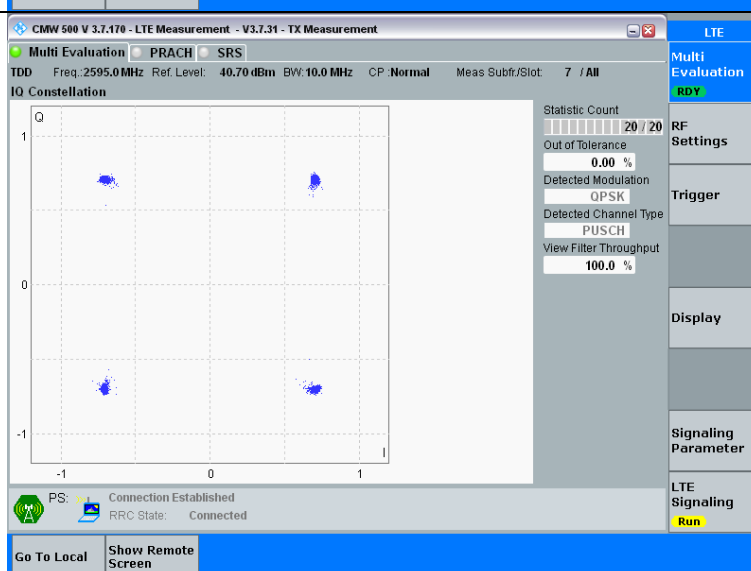 CMW 500 V 3.7.170 - LTE Measurement - V3.7.31 - TX Measurement
LTE
Multi Evaluation PRACH SRS
TDD Freq.:2595.0 MHz Ref. Level: 40.70 dBm BW: 10.0 MHz CP :Normal Meas Subfr./Slot: 7 / All
IQ Constellation
Q
1
0
-1
-1 0 1
I
Statistic Count
20 / 20
Out of Tolerance
0.00 %
Detected Modulation
QPSK
Detected Channel Type
PUSCH
View Filter Throughput
100.0 %
Multi
Evaluation
RDY
RF
Settings
Trigger
Display
Signaling
Parameter
LTE
Signaling
Run
PS: Connection Established
RRC State: Connected
Go To Local
Show Remote
Screen